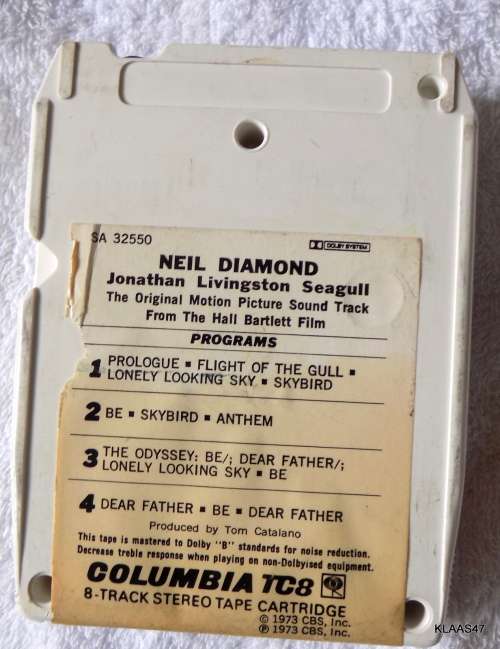 SA 32550
DOLBY SYSTEM
NEIL DIAMOND
Jonathan Livingston Seagull
The Original Motion Picture Sound Track
From The Hall Bartlett Film
PROGRAMS
1 PROLOGUE ▪ FLIGHT OF THE GULL ▪
LONELY LOOKING SKY ▪ SKYBIRD
2 BE ▪ SKYBIRD ▪ ANTHEM
3 THE ODYSSEY; BE/; DEAR FATHER/;
LONELY LOOKING SKY ▪ BE
4 DEAR FATHER ▪ BE ▪ DEAR FATHER
Produced by Tom Catalano
This tape is mastered to Dolby "B" standards for noise reduction.
Decrease treble response when playing on non-Dolbyised equipment.
COLUMBIA TC8
8-TRACK STEREO TAPE CARTRIDGE
© 1973 CBS, Inc.
℗ 1973 CBS, Inc.
KLAAS47